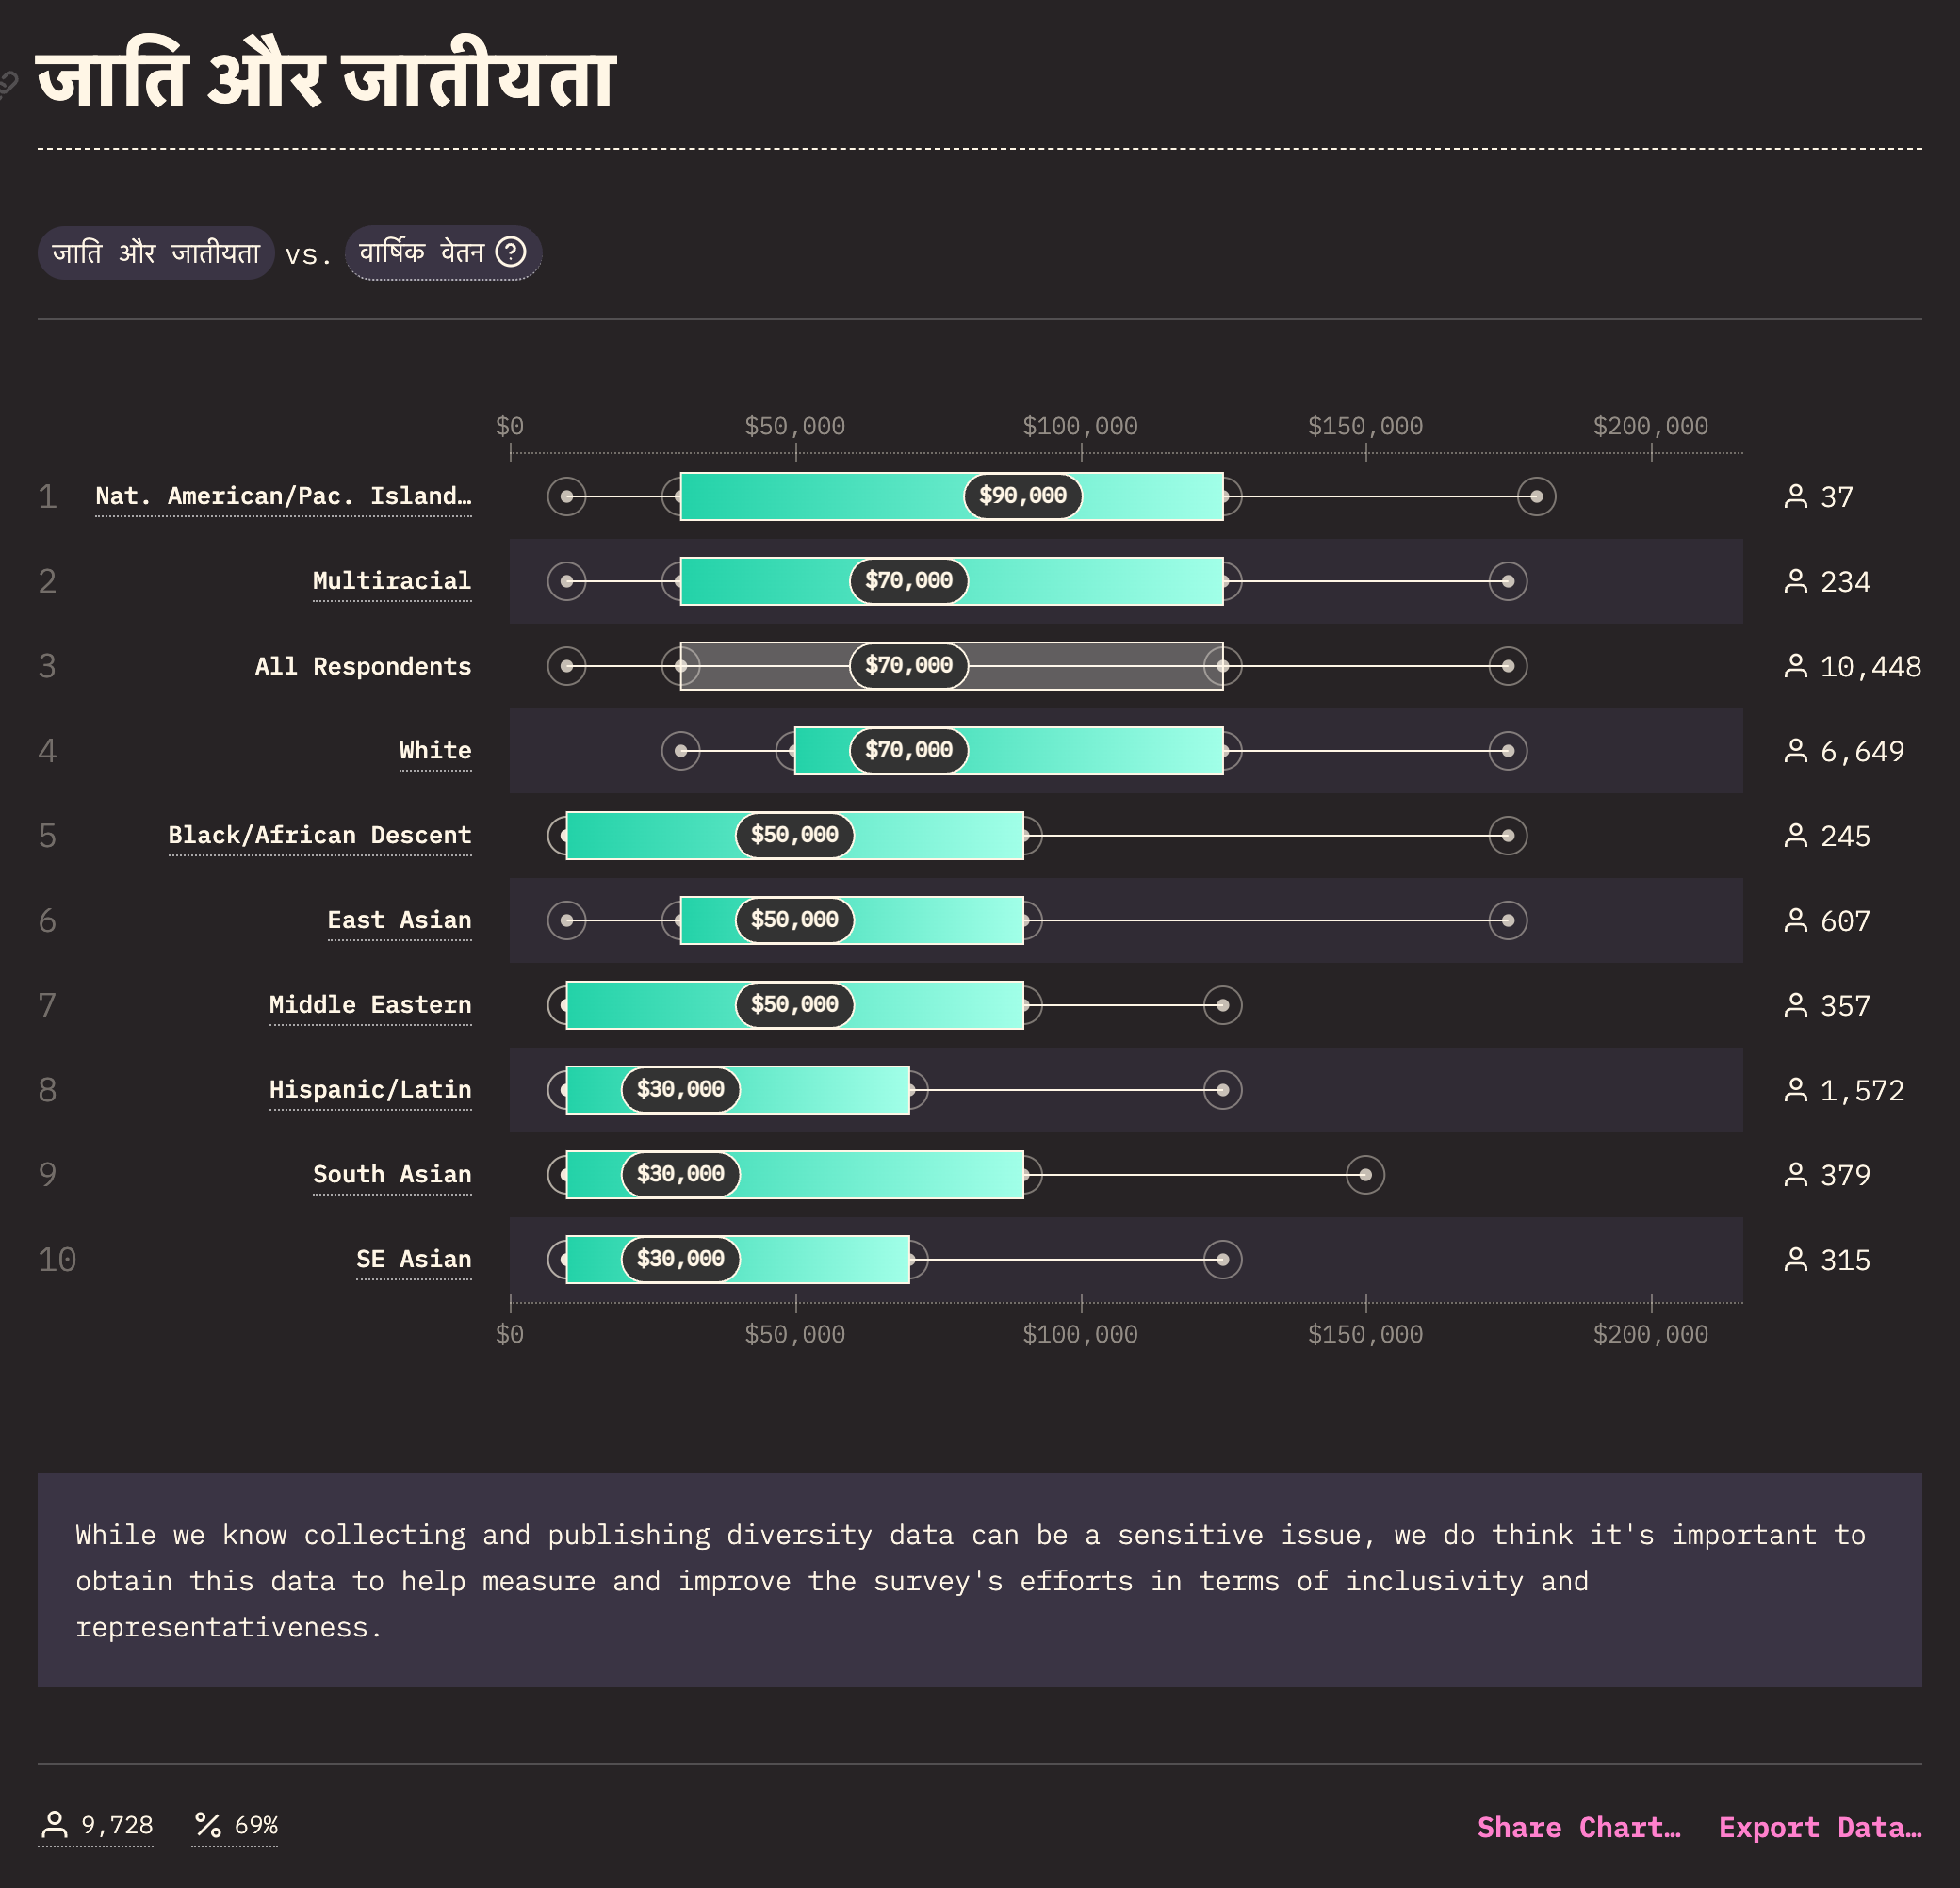 जाति और जातीयता
जाति और जातीयता vs. वार्षिक वेतन
$0 $50,000 $100,000 $150,000 $200,000
1 Nat. American/Pac. Island… $90,000 37
2 Multiracial $70,000 234
3 All Respondents $70,000 10,448
4 White $70,000 6,649
5 Black/African Descent $50,000 245
6 East Asian $50,000 607
7 Middle Eastern $50,000 357
8 Hispanic/Latin $30,000 1,572
9 South Asian $30,000 379
10 SE Asian $30,000 315
$0 $50,000 $100,000 $150,000 $200,000
While we know collecting and publishing diversity data can be a sensitive issue, we do think it's important to
obtain this data to help measure and improve the survey's efforts in terms of inclusivity and
representativeness.
9,728 69% Share Chart… Export Data…